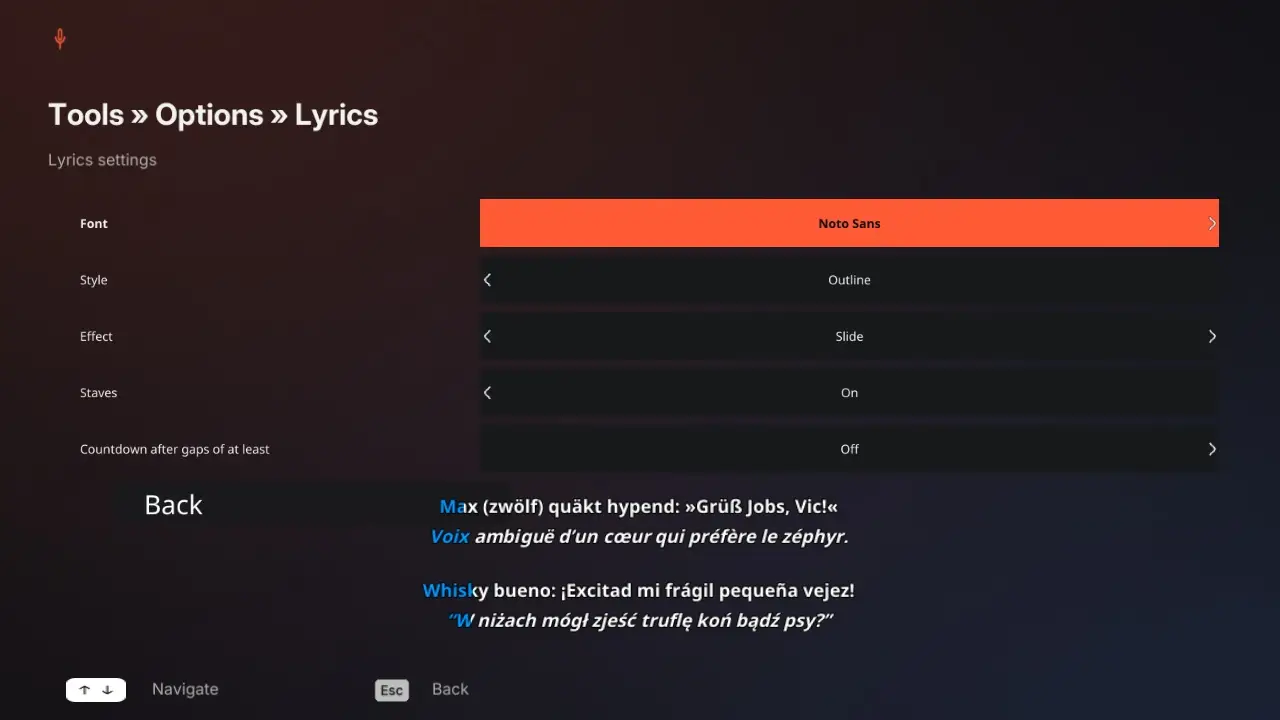 Tools » Options » Lyrics
Lyrics settings
Font Noto Sans
Style Outline
Effect Slide
Staves On
Countdown after gaps of at least Off
Back
Max (zwölf) quäkt hypend: »Grüß Jobs, Vic!«
Voix ambiguë d’un cœur qui préfère le zéphyr.
Whisky bueno: ¡Excitad mi frágil pequeña vejez!
“W niżach mógł zjeść truflę koń bądź psy?”
↑ ↓ Navigate Esc Back